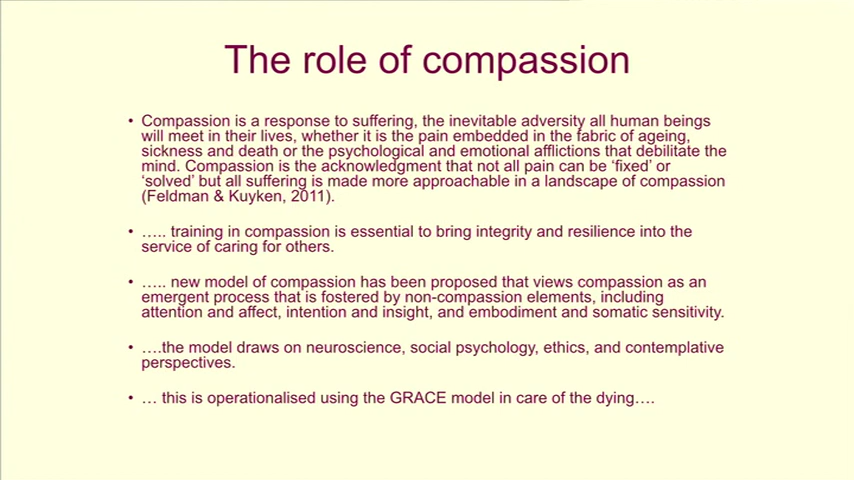 The role of compassion
• Compassion is a response to suffering, the inevitable adversity all human beings
will meet in their lives, whether it is the pain embedded in the fabric of ageing,
sickness and death or the psychological and emotional afflictions that debilitate the
mind. Compassion is the acknowledgment that not all pain can be ‘fixed’ or
‘solved’ but all suffering is made more approachable in a landscape of compassion
(Feldman & Kuyken, 2011).
• ….. training in compassion is essential to bring integrity and resilience into the
service of caring for others.
• ….. new model of compassion has been proposed that views compassion as an
emergent process that is fostered by non-compassion elements, including
attention and affect, intention and insight, and embodiment and somatic sensitivity.
• ….the model draws on neuroscience, social psychology, ethics, and contemplative
perspectives.
• … this is operationalised using the GRACE model in care of the dying….